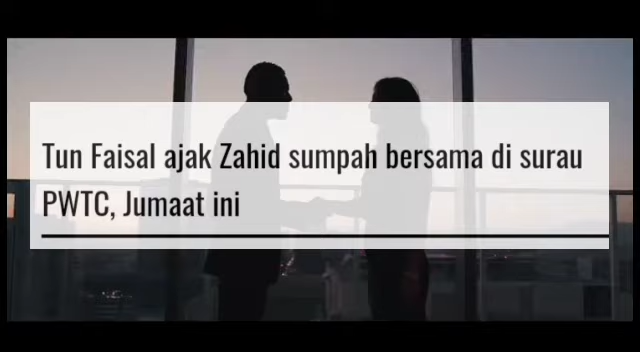 Tun Faisal ajak Zahid sumpah bersama di surau
PWTC, Jumaat ini